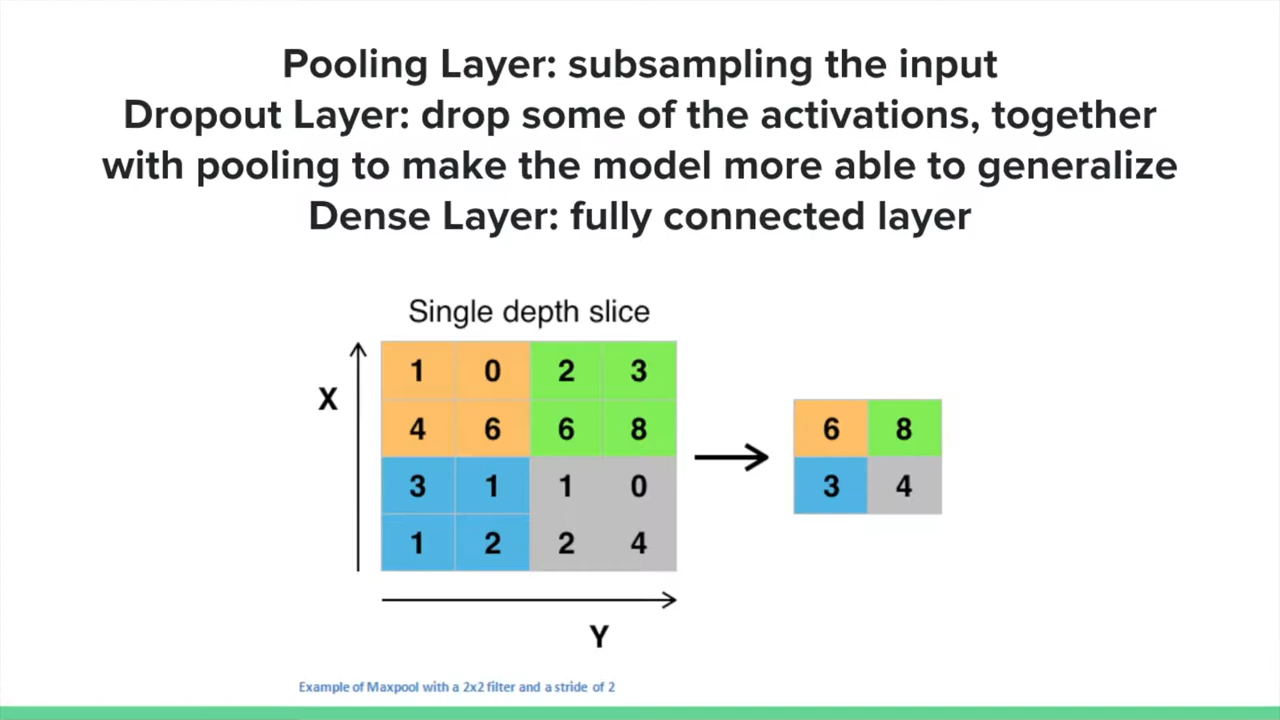 Pooling Layer: subsampling the input
Dropout Layer: drop some of the activations, together
with pooling to make the model more able to generalize
Dense Layer: fully connected layer
Single depth slice
X
1 0 2 3
4 6 6 8
3 1 1 0
1 2 2 4
6 8
3 4
Y
Example of Maxpool with a 2x2 filter and a stride of 2